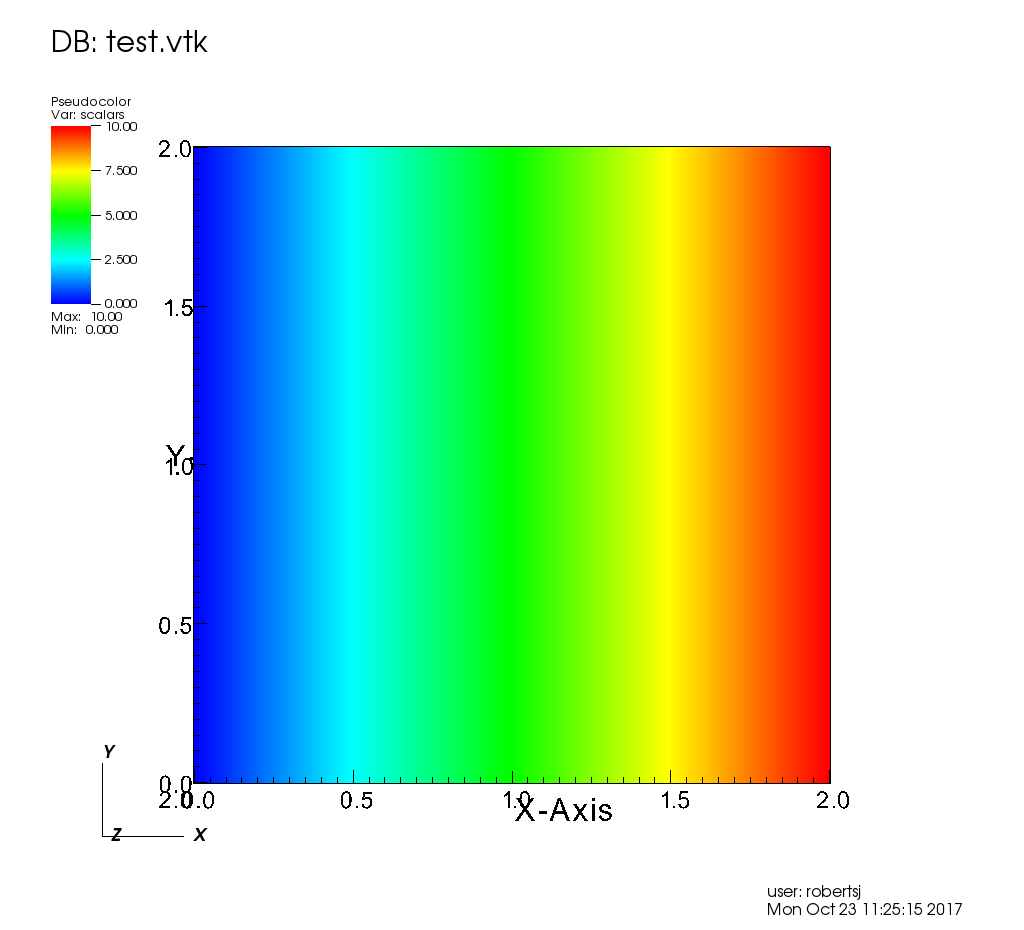 DB: test.vtk
Pseudocolor
Var: scalars
10.00
7.500
5.000
2.500
0.000
Max: 10.00
Min: 0.000
2.0
1.5
Y
1.0
0.5
0.0
2.0 0.0 0.5 1.0 1.5 2.0
X-Axis
Y
Z X
user: robertsj
Mon Oct 23 11:25:15 2017